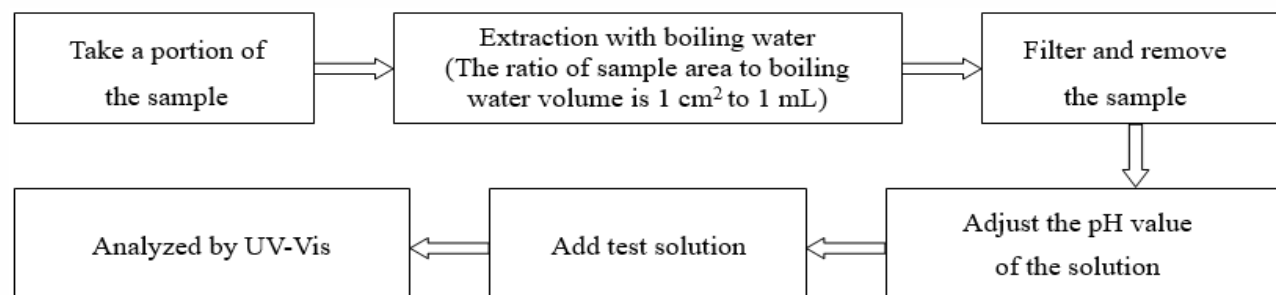 Take a portion of
the sample
Extraction with boiling water
(The ratio of sample area to boiling
water volume is 1 cm² to 1 mL)
Filter and remove
the sample
Adjust the pH value
of the solution
Add test solution
Analyzed by UV-Vis